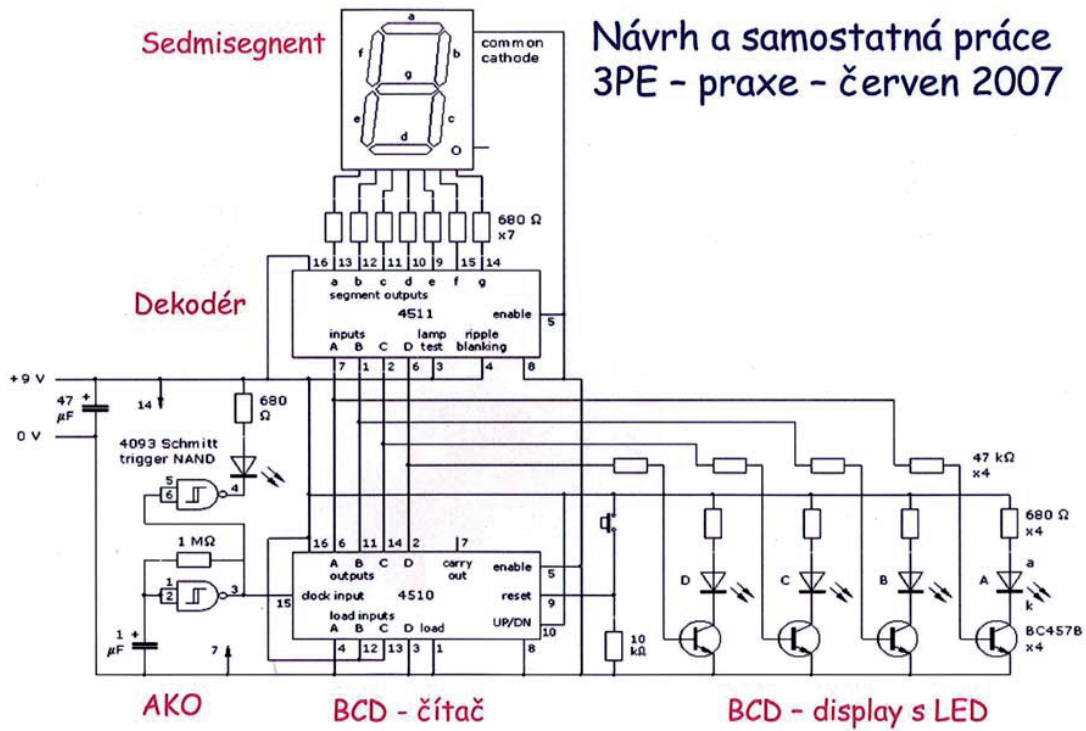 Sedmisegnent
Návrh a samostatná práce
3PE – praxe – červen 2007
common
cathode
a
f
b
g
e
c
d
O
680 Ω
x7
16 13 12 11 10 9 15 14
a b c d e f g
segment outputs
4511
enable
5
Dekodér
inputs
lamp
ripple
A B C D
test
blanking
7 1 2 6 3 4 8
+9 V
47
μF
+
14
680
Ω
0 V
4093 Schmitt
trigger NAND
5
6
4
47 kΩ
x4
1 MΩ
1
2
3
680 Ω
x4
16 6 11 14 2 7
A B C D
outputs
carry
out
enable
5
15
clock input
4510
reset
9
load inputs
A B C D load
UP/DN
10
4 12 13 3 1 8
1
μF
+
7
10
kΩ
D
C
B
A
a
k
BC457B
x4
AKO
BCD - čítač
BCD – display s LED